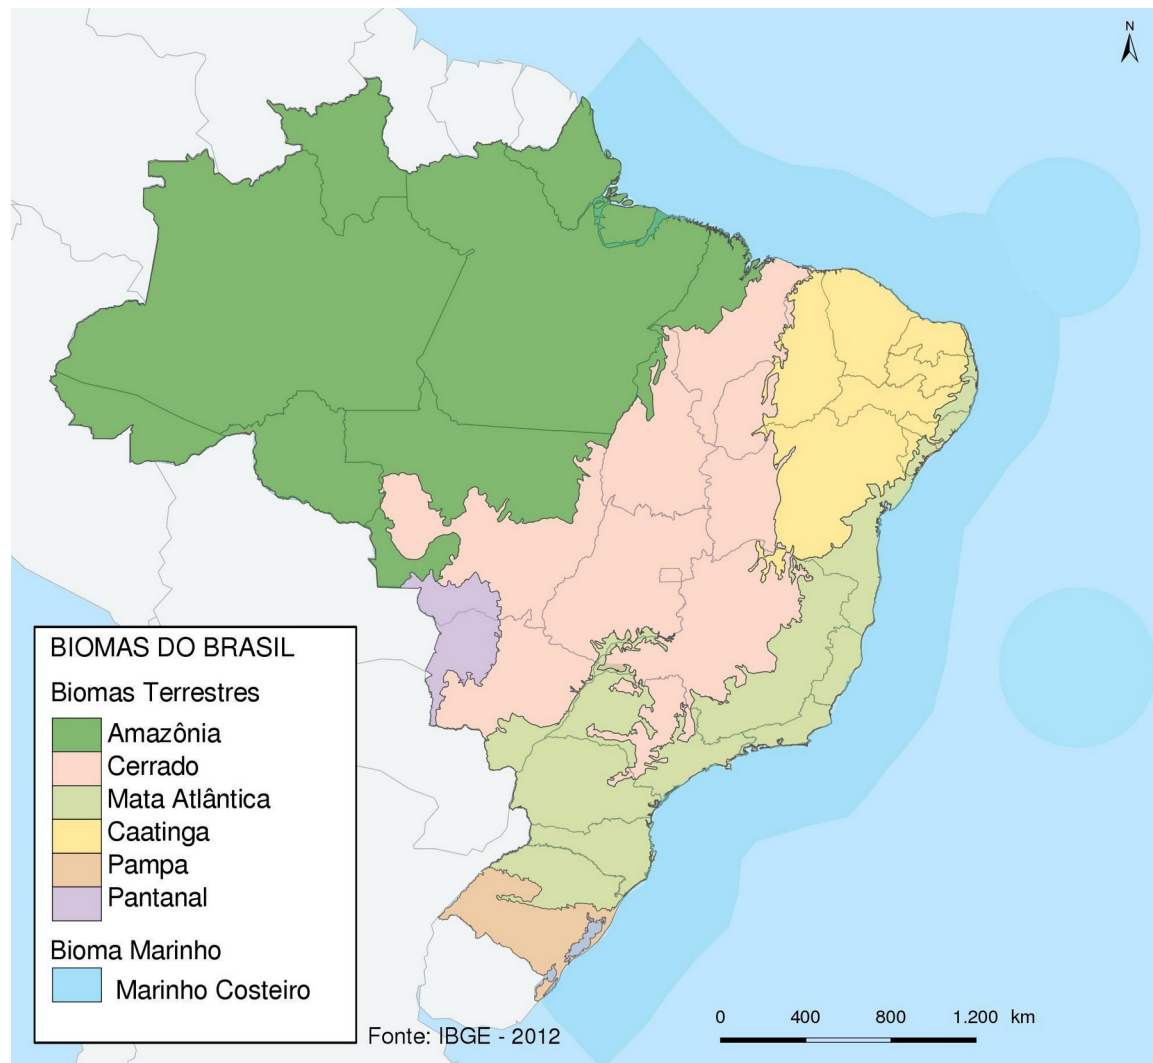 N
BIOMAS DO BRASIL
Biomas Terrestres
Amazônia
Cerrado
Mata Atlântica
Caatinga
Pampa
Pantanal
Bioma Marinho
Marinho Costeiro
Fonte: IBGE - 2012
0 400 800 1.200 km